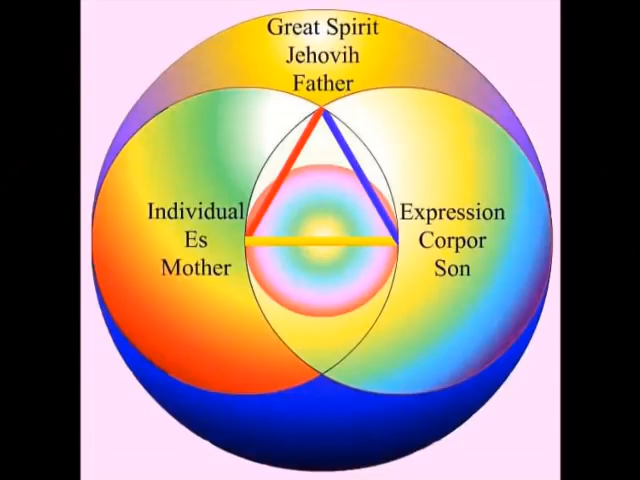 Great Spirit
Jehovih
Father
Individual
Es
Mother
Expression
Corpor
Son